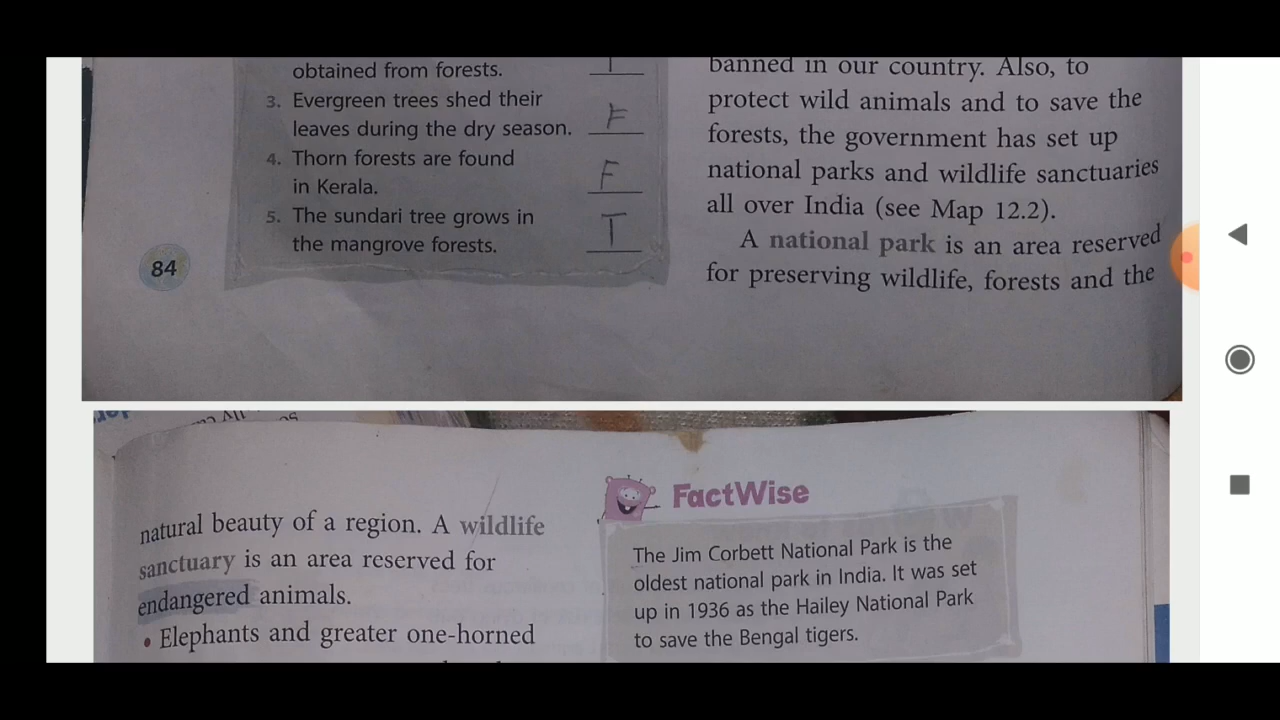 obtained from forests.
3. Evergreen trees shed their
leaves during the dry season. F
4. Thorn forests are found
in Kerala. F
5. The sundari tree grows in
the mangrove forests. T
84
banned in our country. Also, to
protect wild animals and to save the
forests, the government has set up
national parks and wildlife sanctuaries
all over India (see Map 12.2).
A national park is an area reserved
for preserving wildlife, forests and the
natural beauty of a region. A wildlife
sanctuary is an area reserved for
endangered animals.
• Elephants and greater one-horned
FactWise
The Jim Corbett National Park is the
oldest national park in India. It was set
up in 1936 as the Hailey National Park
to save the Bengal tigers.